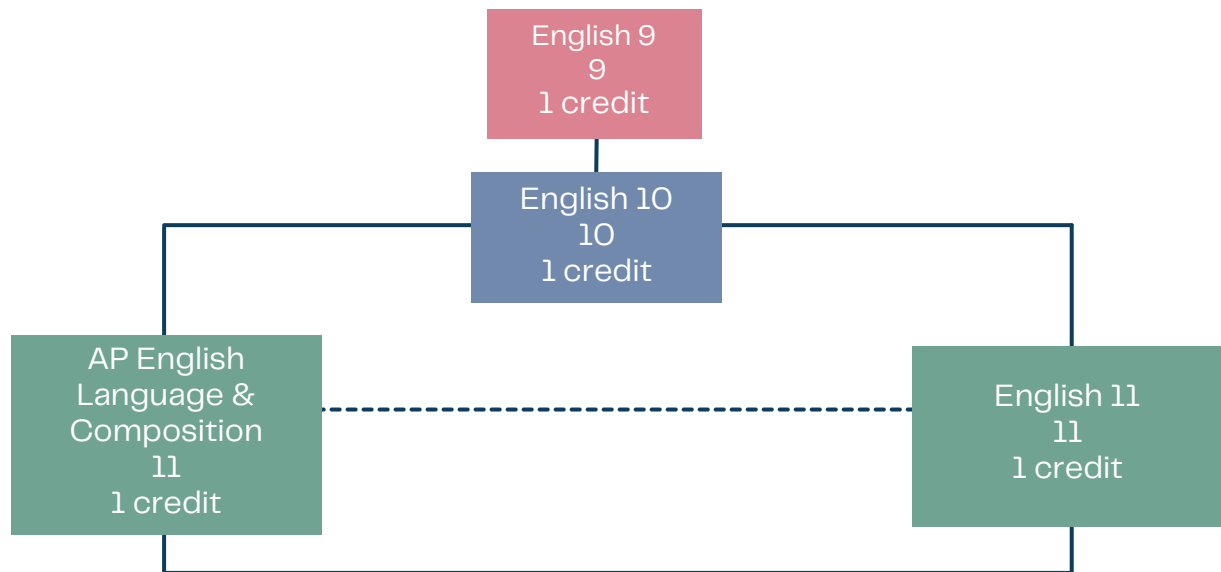 English 9
9
1 credit
English 10
10
1 credit
AP English
Language &
Composition
11
1 credit
English 11
11
1 credit